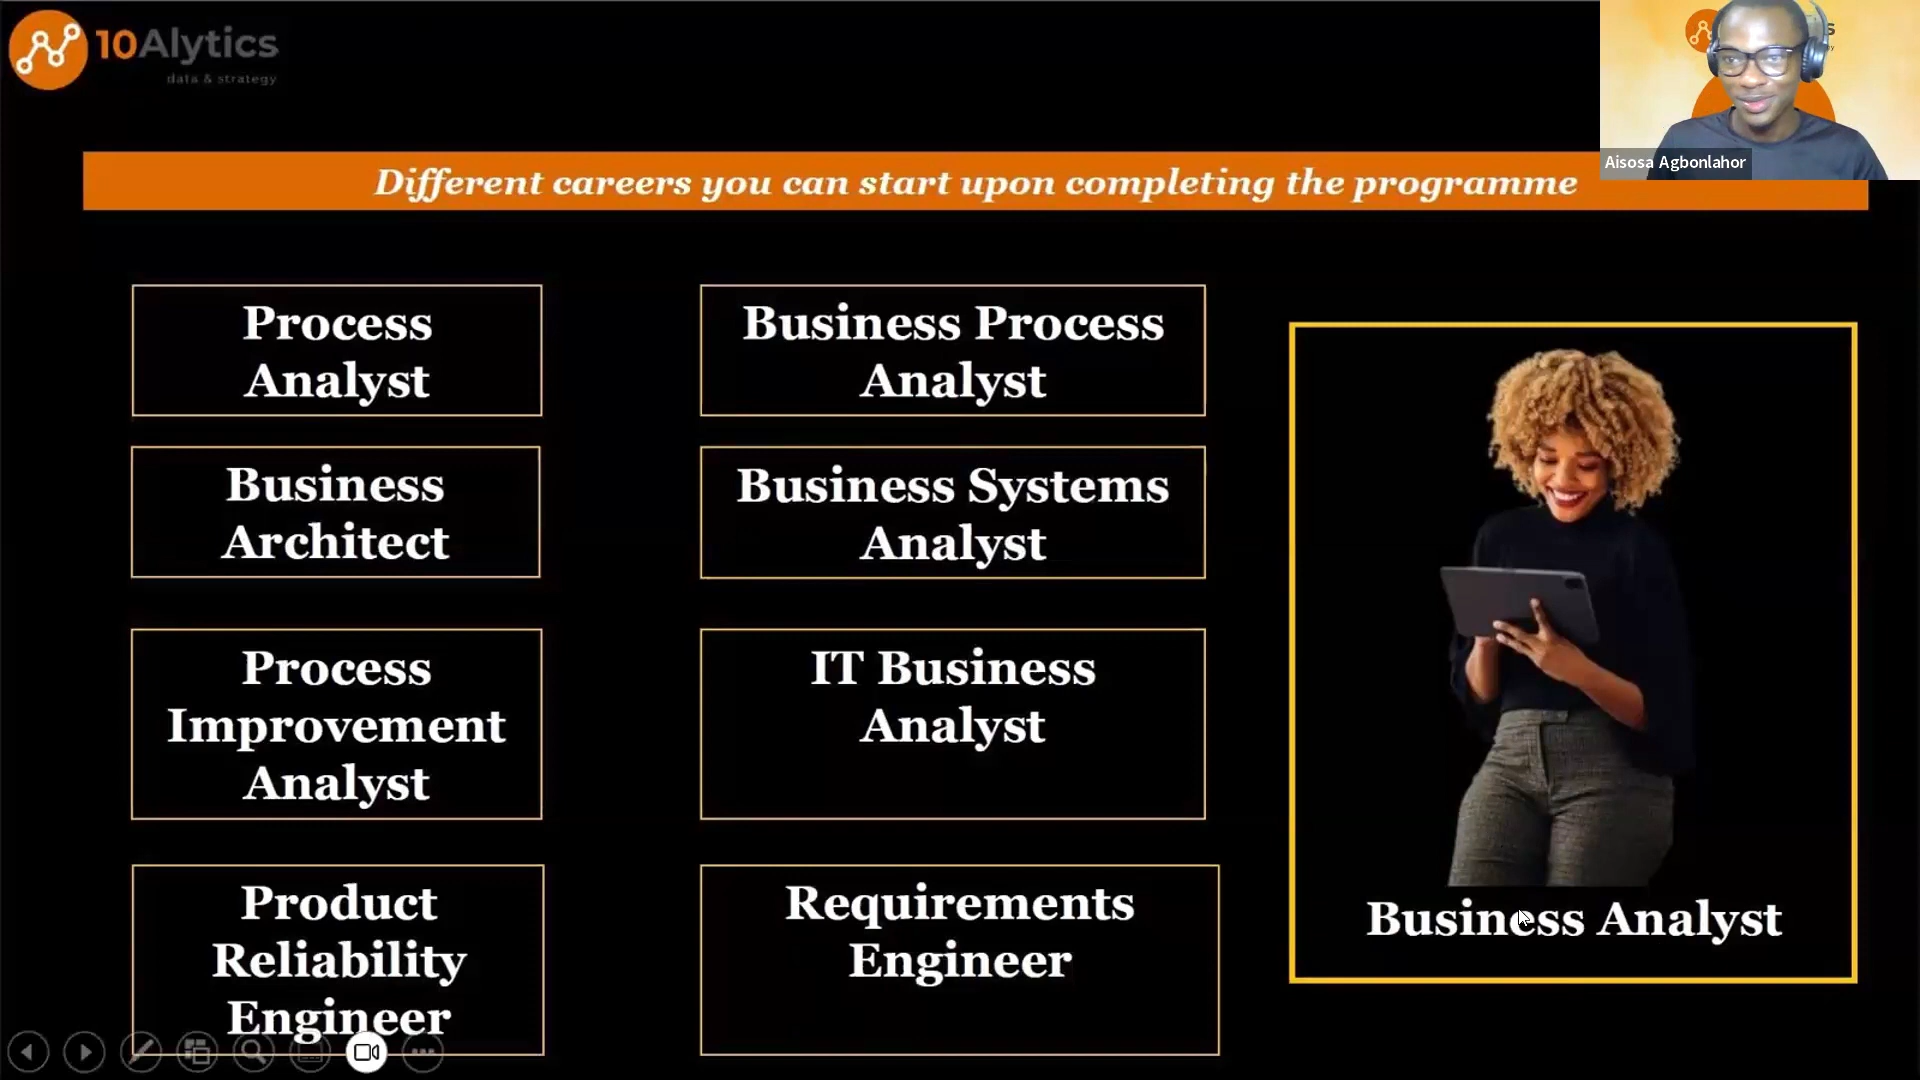 10Alytics
data & strategy
Aisosa Agbonlahor
Different careers you can start upon completing the programme
Process
Analyst
Business Process
Analyst
Business
Architect
Business Systems
Analyst
Process
Improvement
Analyst
IT Business
Analyst
Product
Reliability
Engineer
Requirements
Engineer
Business Analyst